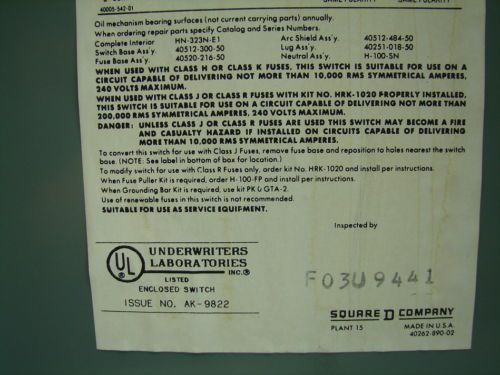 40005-542-01
SAME POLARITY
SAME POLARITY
Oil mechanism bearing surfaces (not current carrying parts) annually.
When ordering repair parts specify Catalog and Series Numbers.
Complete Interior HN-323N-E1 Arc Shield Ass'y. 40512-484-50
Switch Base Ass'y. 40512-300-50 Lug Ass'y. 40251-018-50
Fuse Base Ass'y. 40520-216-50 Neutral Ass'y. H-100-SN
WHEN USED WITH CLASS H OR CLASS K FUSES, THIS SWITCH IS SUITABLE FOR USE ON A
CIRCUIT CAPABLE OF DELIVERING NOT MORE THAN 10,000 RMS SYMMETRICAL AMPERES,
240 VOLTS MAXIMUM.
WHEN USED WITH CLASS J OR CLASS R FUSES WITH KIT NO. HRK-1020 PROPERLY INSTALLED,
THIS SWITCH IS SUITABLE FOR USE ON A CIRCUIT CAPABLE OF DELIVERING NOT MORE THAN
200,000 RMS SYMMETRICAL AMPERES, 240 VOLTS MAXIMUM.
DANGER: UNLESS CLASS J OR CLASS R FUSES ARE USED THIS SWITCH MAY BECOME A FIRE
AND CASUALTY HAZARD IF INSTALLED ON CIRCUITS CAPABLE OF DELIVERING
MORE THAN 10,000 RMS SYMMETRICAL AMPERES.
To convert this switch for use with Class J Fuses, remove fuse base and reposition to holes nearest the switch
base. (NOTE: See label in bottom of box for location.)
To modify switch for use with Class R Fuses only, order kit No. HRK-1020 and install per instructions.
When Fuse Puller Kit is required, order H-100-FP and install per instructions.
When Grounding Bar Kit is required, use kit PK 0 GTA-2.
Use of renewable fuses in this switch is not recommended.
SUITABLE FOR USE AS SERVICE EQUIPMENT.
Inspected by
UL
UNDERWRITERS
LABORATORIES
INC.®
LISTED
ENCLOSED SWITCH
ISSUE NO. AK-9822
F03U9441
SQUARE D COMPANY
PLANT 15 MADE IN U.S.A.
40262-890-02